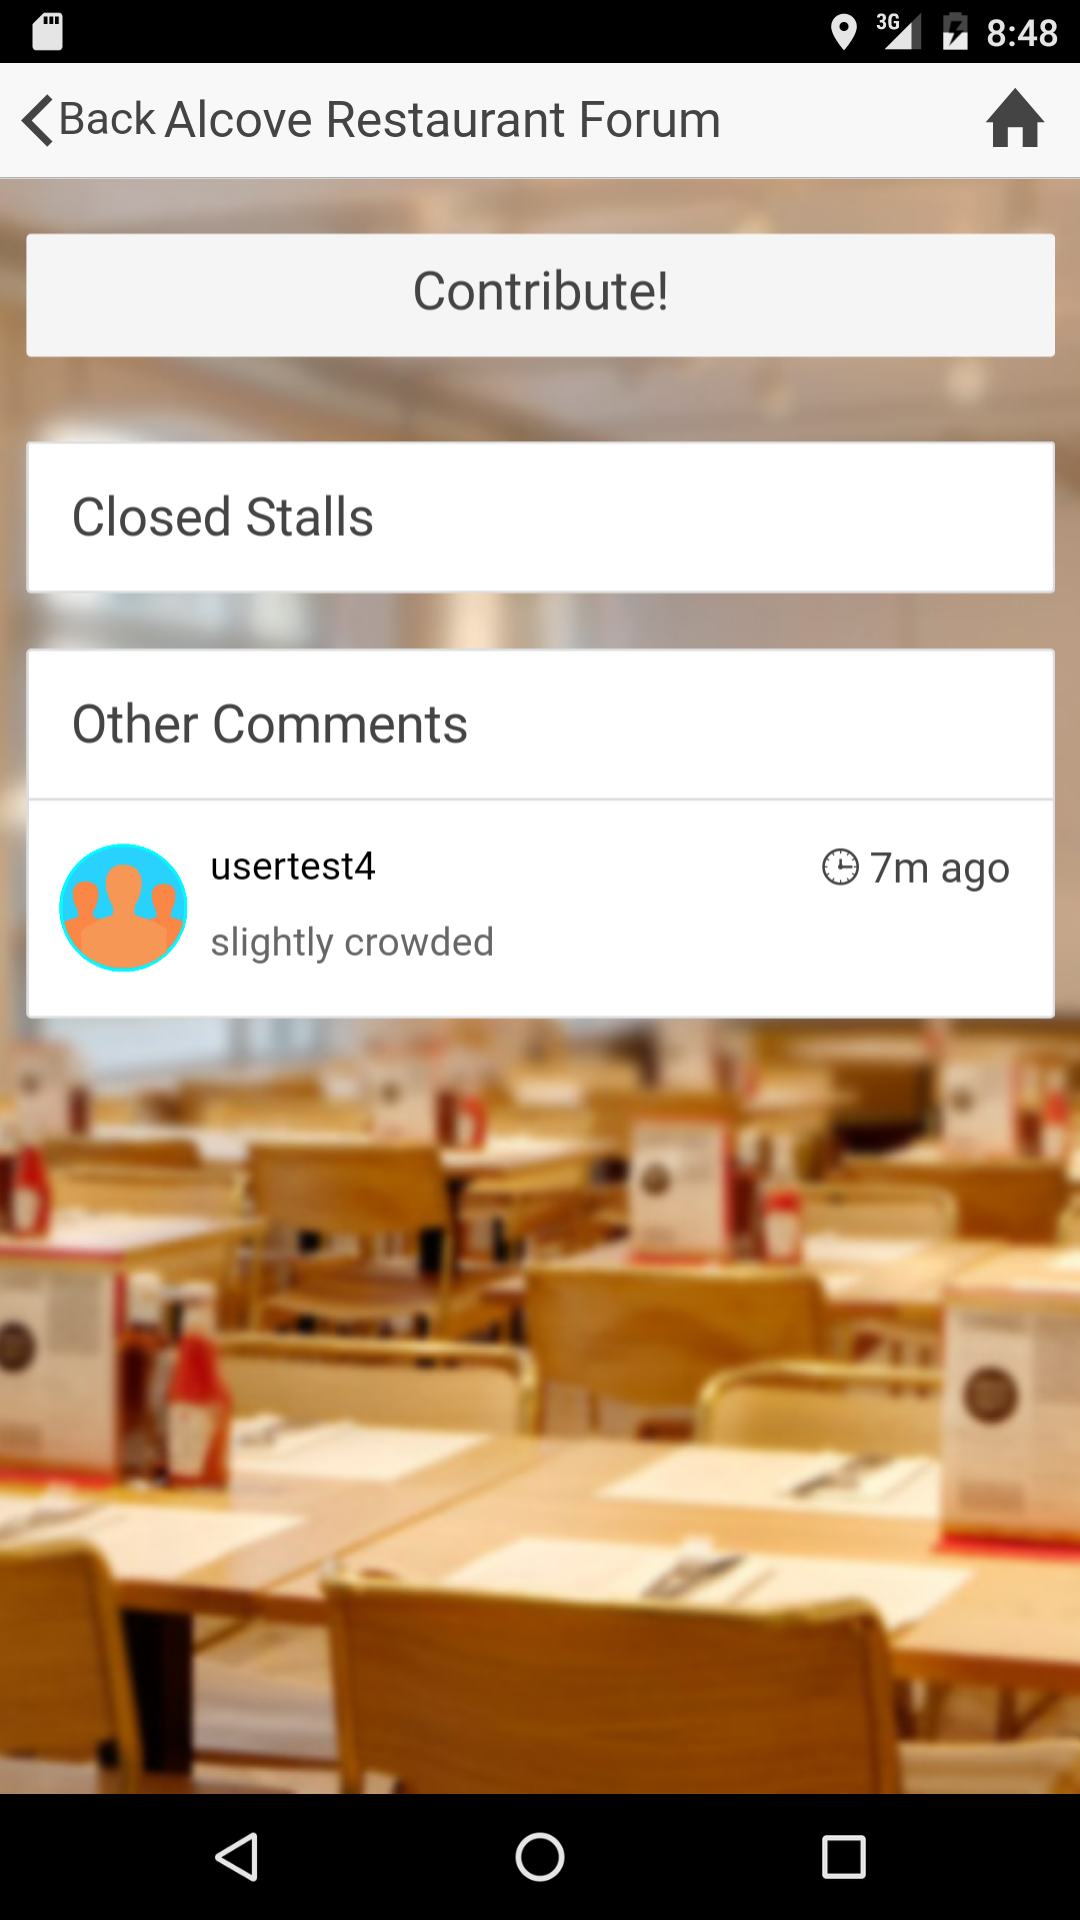 3G 8:48
Back Alcove Restaurant Forum
Contribute!
Closed Stalls
Other Comments
usertest4 7m ago
slightly crowded